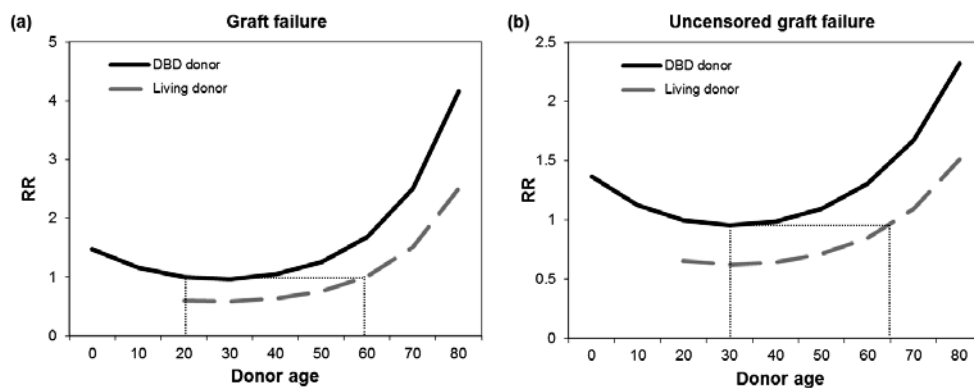 (a)
Graft failure
5
4
3
2
1
0
RR
DBD donor
Living donor
0 10 20 30 40 50 60 70 80
Donor age
(b)
Uncensored graft failure
2.5
2
1.5
1
0.5
0
RR
DBD donor
Living donor
0 10 20 30 40 50 60 70 80
Donor age